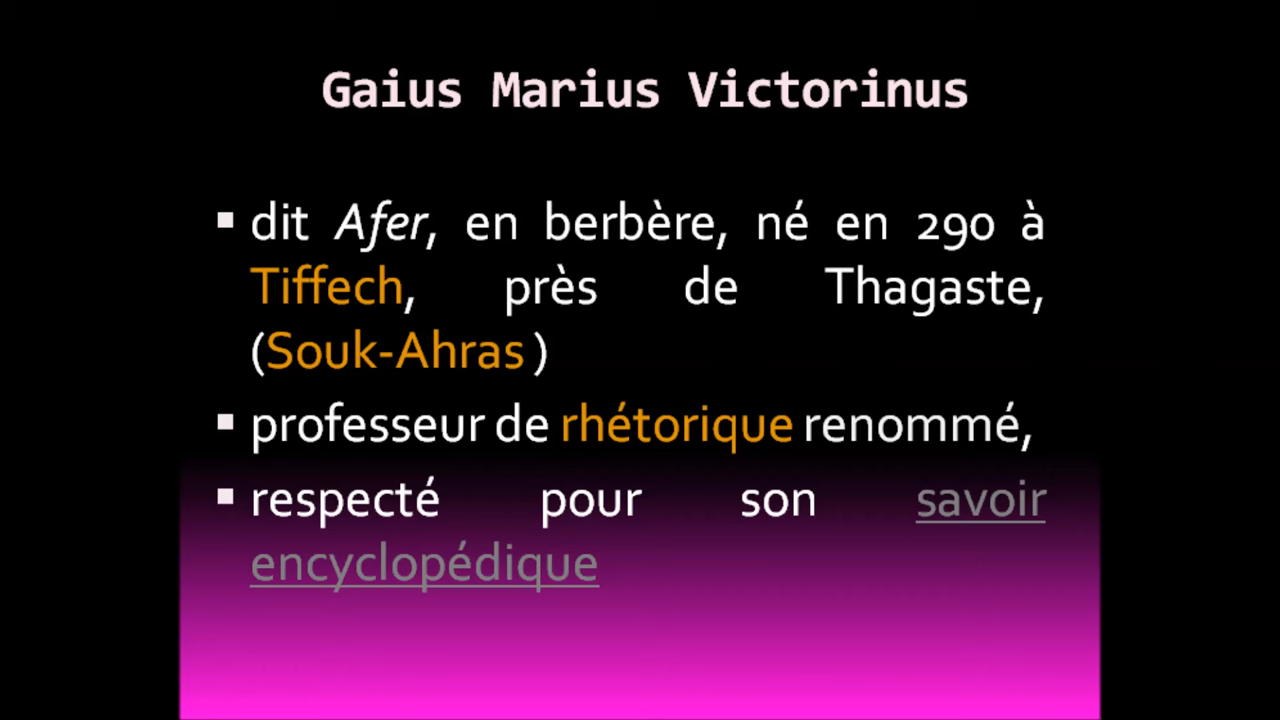 Gaius Marius Victorinus
▪ dit Afer, en berbère, né en 290 à
Tiffech, près de Thagaste,
(Souk-Ahras )
▪ professeur de rhétorique renommé,
▪ respecté pour son savoir
encyclopédique